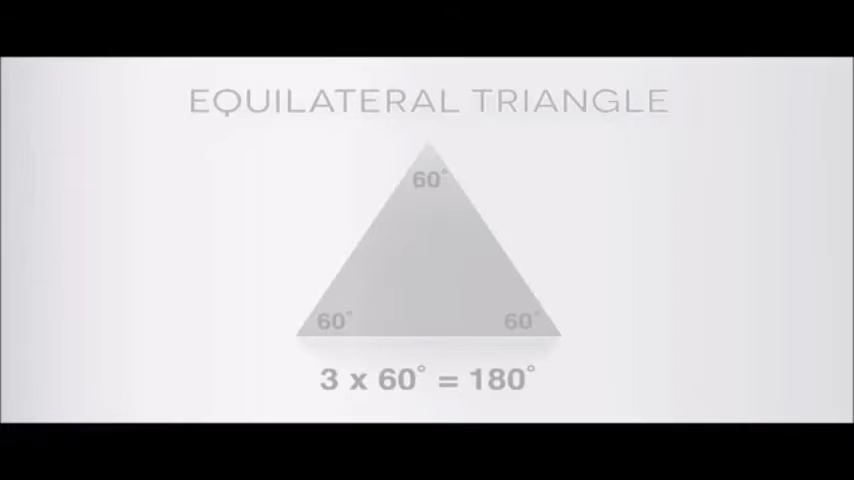 EQUILATERAL TRIANGLE
60°
60° 60°
3 x 60° = 180°